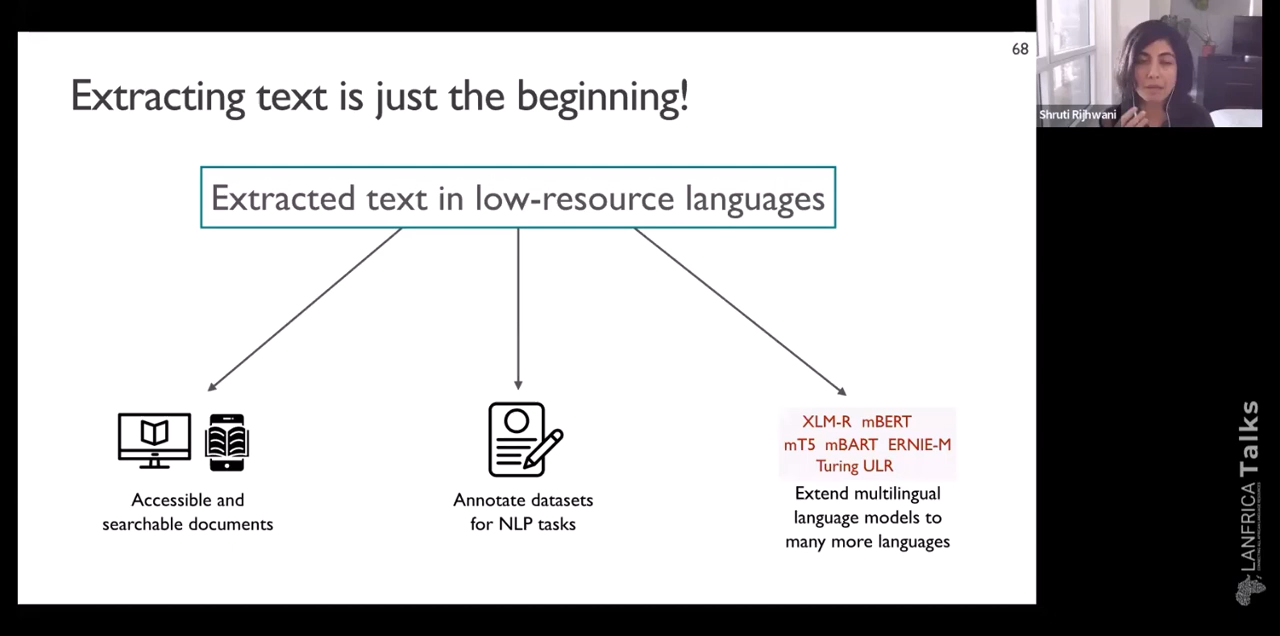 68
Extracting text is just the beginning!
Extracted text in low-resource languages
Accessible and
searchable documents
Annotate datasets
for NLP tasks
XLM-R mBERT
mT5 mBART ERNIE-M
Turing ULR
Extend multilingual
language models to
many more languages
Shruti Rijhwani
LANFRICA Talks